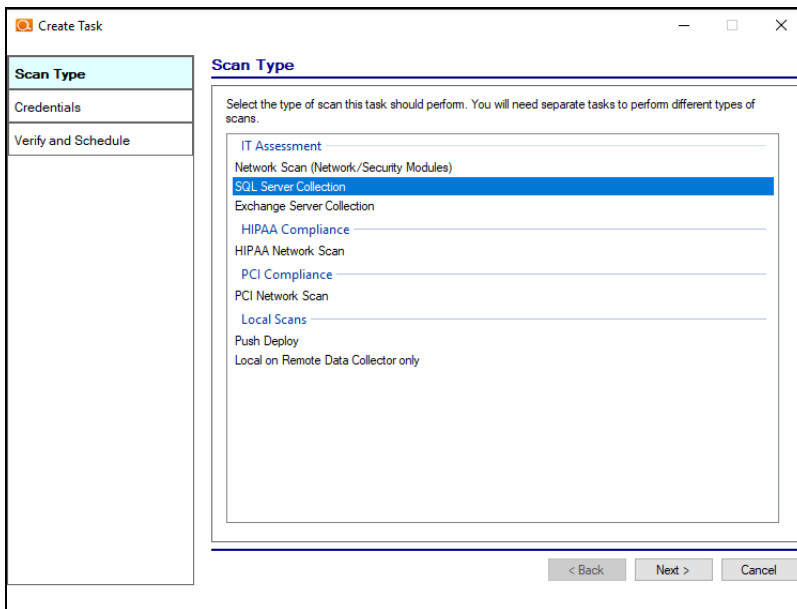 Create Task
Scan Type
Credentials
Verify and Schedule
Scan Type
Select the type of scan this task should perform. You will need separate tasks to perform different types of
scans.
IT Assessment
Network Scan (Network/Security Modules)
SQL Server Collection
Exchange Server Collection
HIPAA Compliance
HIPAA Network Scan
PCI Compliance
PCI Network Scan
Local Scans
Push Deploy
Local on Remote Data Collector only
< Back
Next >
Cancel